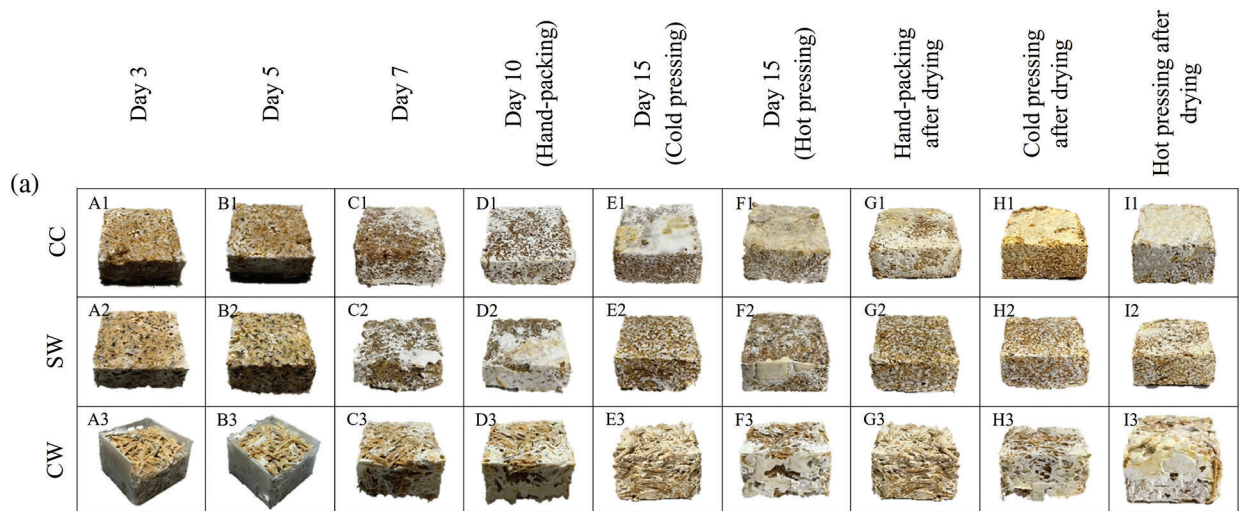 Day 3
Day 5
Day 7
Day 10
(Hand-packing)
Day 15
(Cold pressing)
Day 15
(Hot pressing)
Hand-packing
after drying
Cold pressing
after drying
Hot pressing after
drying
(a)
CC
A1 B1 C1 D1 E1 F1 G1 H1 I1
SW
A2 B2 C2 D2 E2 F2 G2 H2 I2
CW
A3 B3 C3 D3 E3 F3 G3 H3 I3